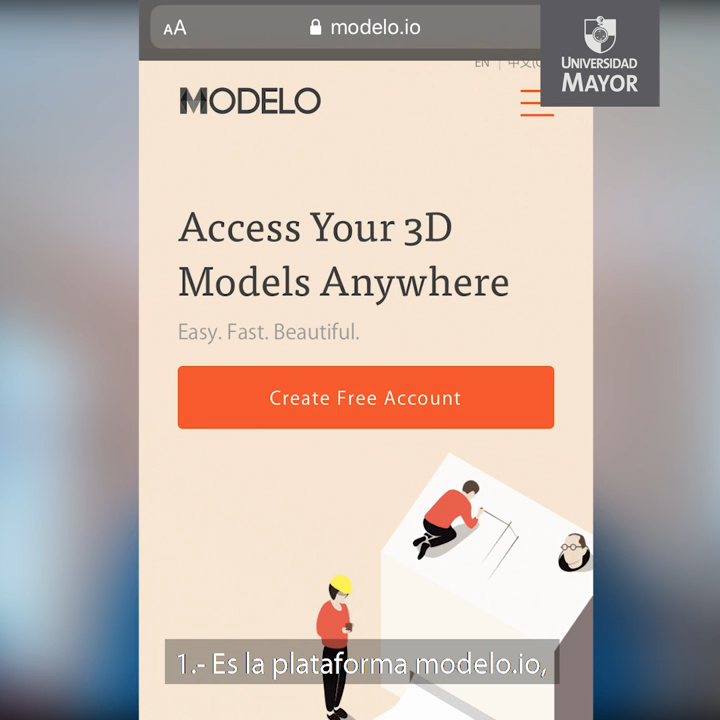 AA
modelo.io
UNIVERSIDAD
MAYOR
EN
MODELO
Access Your 3D
Models Anywhere
Easy. Fast. Beautiful.
Create Free Account
1.- Es la plataforma modelo.io,